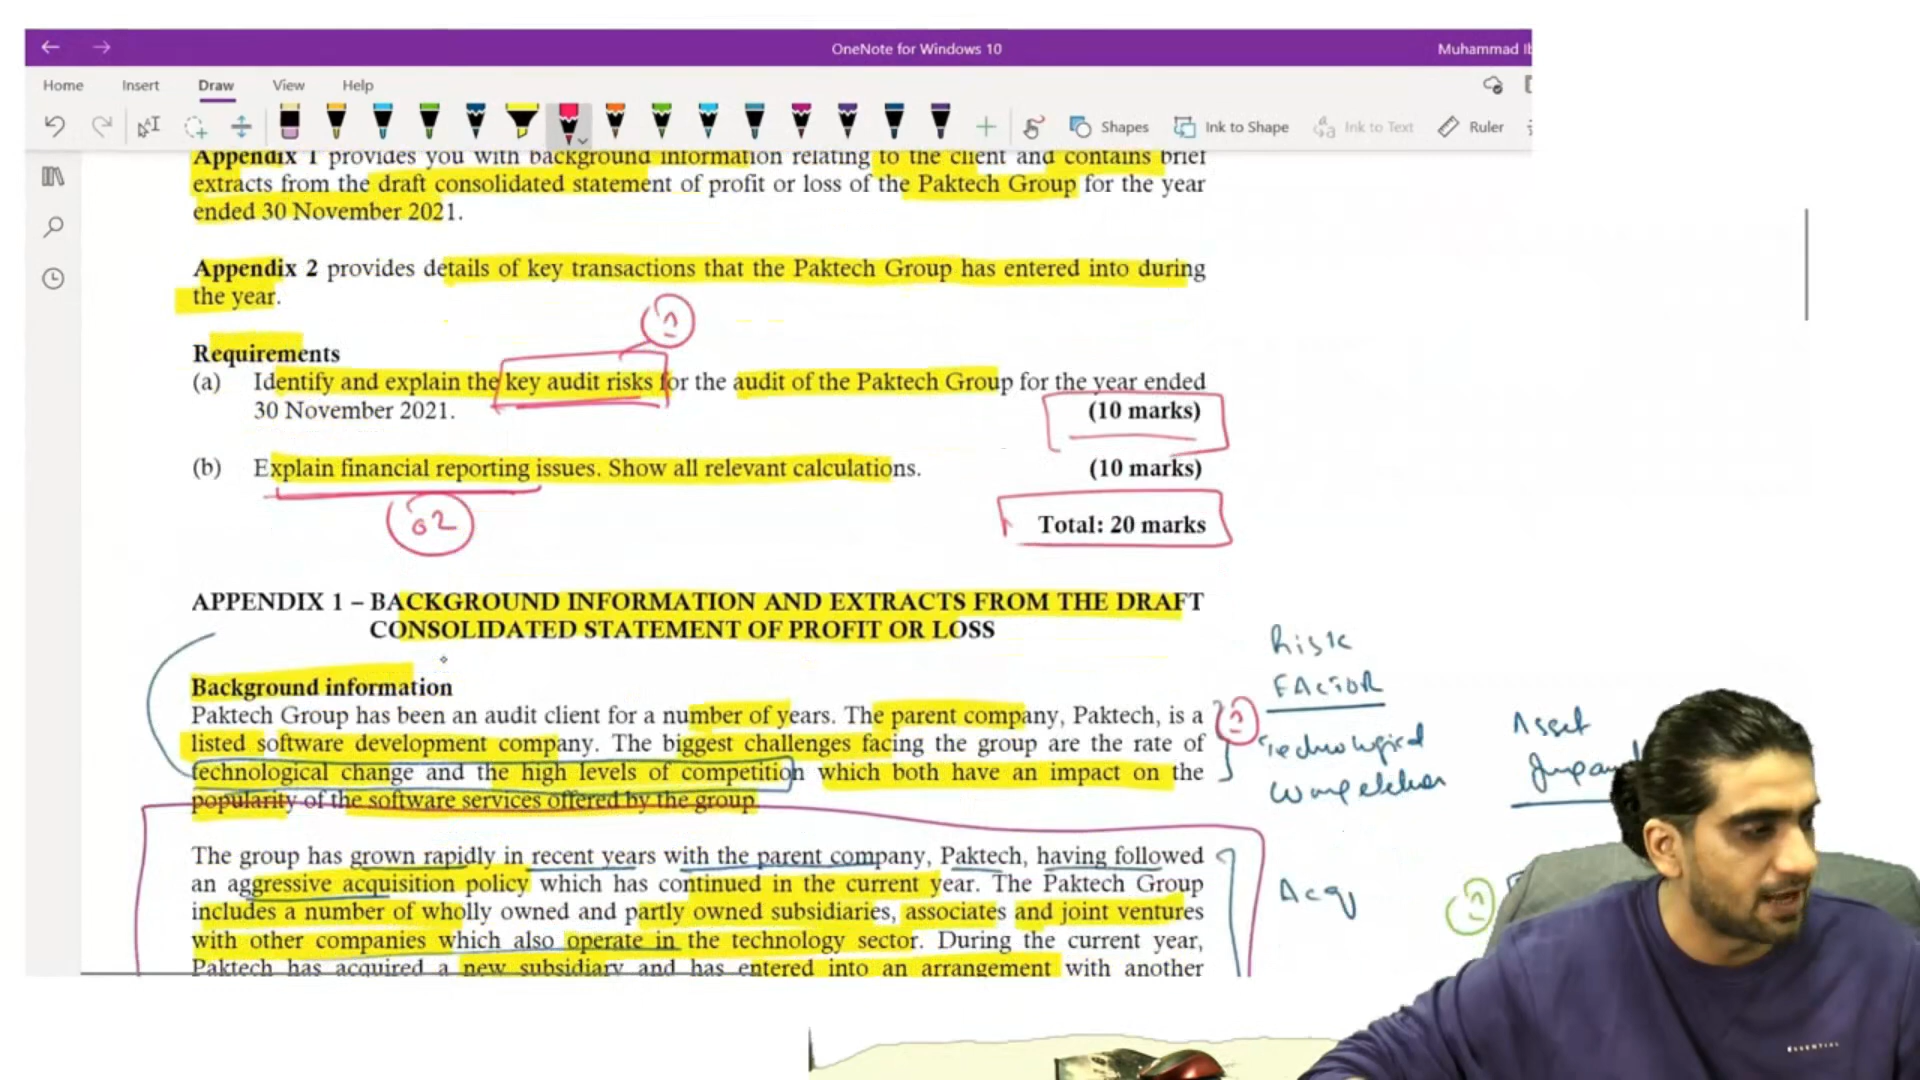 OneNote for Windows 10
Muhammad Ib
Home Insert Draw View Help
Shapes Ink to Shape Ink to Text Ruler
Appendix 1 provides you with background information relating to the client and contains brief
extracts from the draft consolidated statement of profit or loss of the Paktech Group for the year
ended 30 November 2021.
Appendix 2 provides details of key transactions that the Paktech Group has entered into during
the year.
Requirements
(a) Identify and explain the key audit risks for the audit of the Paktech Group for the year ended
30 November 2021. (10 marks)
(b) Explain financial reporting issues. Show all relevant calculations. (10 marks)
02
Total: 20 marks
APPENDIX 1 – BACKGROUND INFORMATION AND EXTRACTS FROM THE DRAFT
CONSOLIDATED STATEMENT OF PROFIT OR LOSS
Background information
Paktech Group has been an audit client for a number of years. The parent company, Paktech, is a
listed software development company. The biggest challenges facing the group are the rate of
technological change and the high levels of competition which both have an impact on the
popularity of the software services offered by the group.
Risk
FACTOR
Technological
Competition
Asset
The group has grown rapidly in recent years with the parent company, Paktech, having followed
an aggressive acquisition policy which has continued in the current year. The Paktech Group
includes a number of wholly owned and partly owned subsidiaries, associates and joint ventures
with other companies which also operate in the technology sector. During the current year,
Paktech has acquired a new subsidiary and has entered into an arrangement with another
Acq
ESSENTIAL